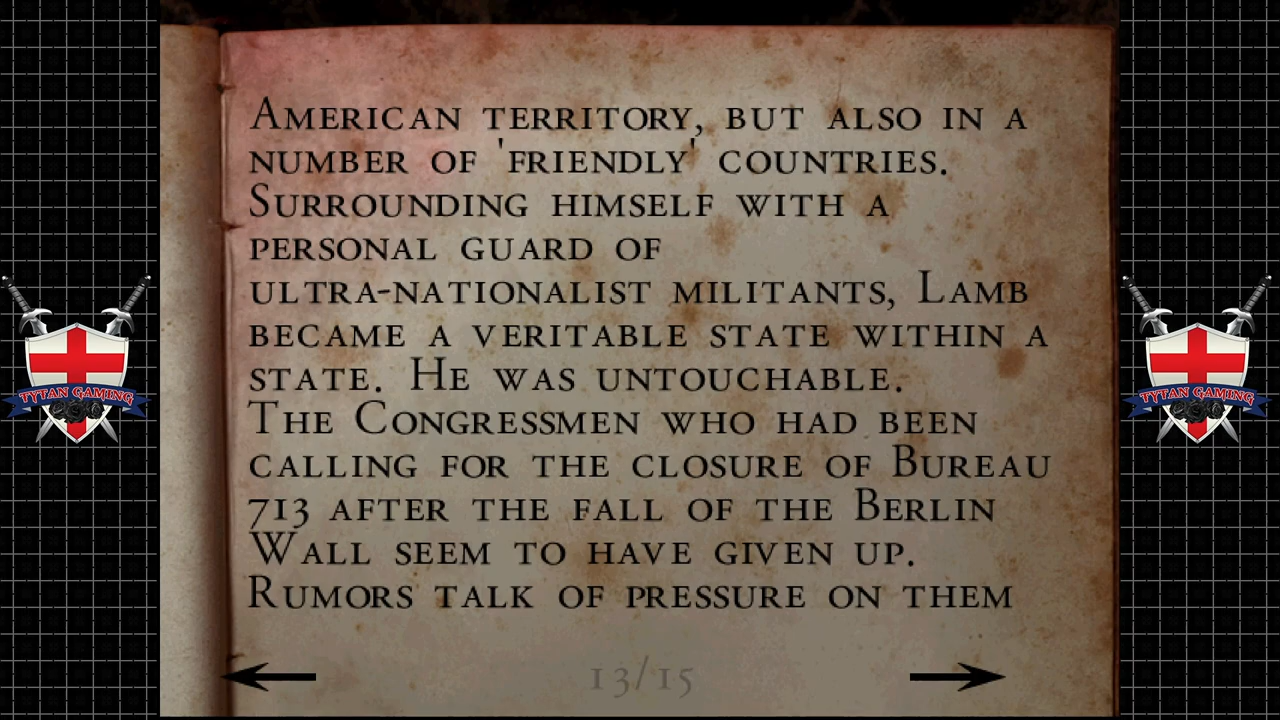 American territory, but also in a
number of 'friendly' countries.
Surrounding himself with a
personal guard of
ultra-nationalist militants, Lamb
became a veritable state within a
state. He was untouchable.
The Congressmen who had been
calling for the closure of Bureau
713 after the fall of the Berlin
Wall seem to have given up.
Rumors talk of pressure on them
13/15
TYTAN GAMING
TYTAN GAMING